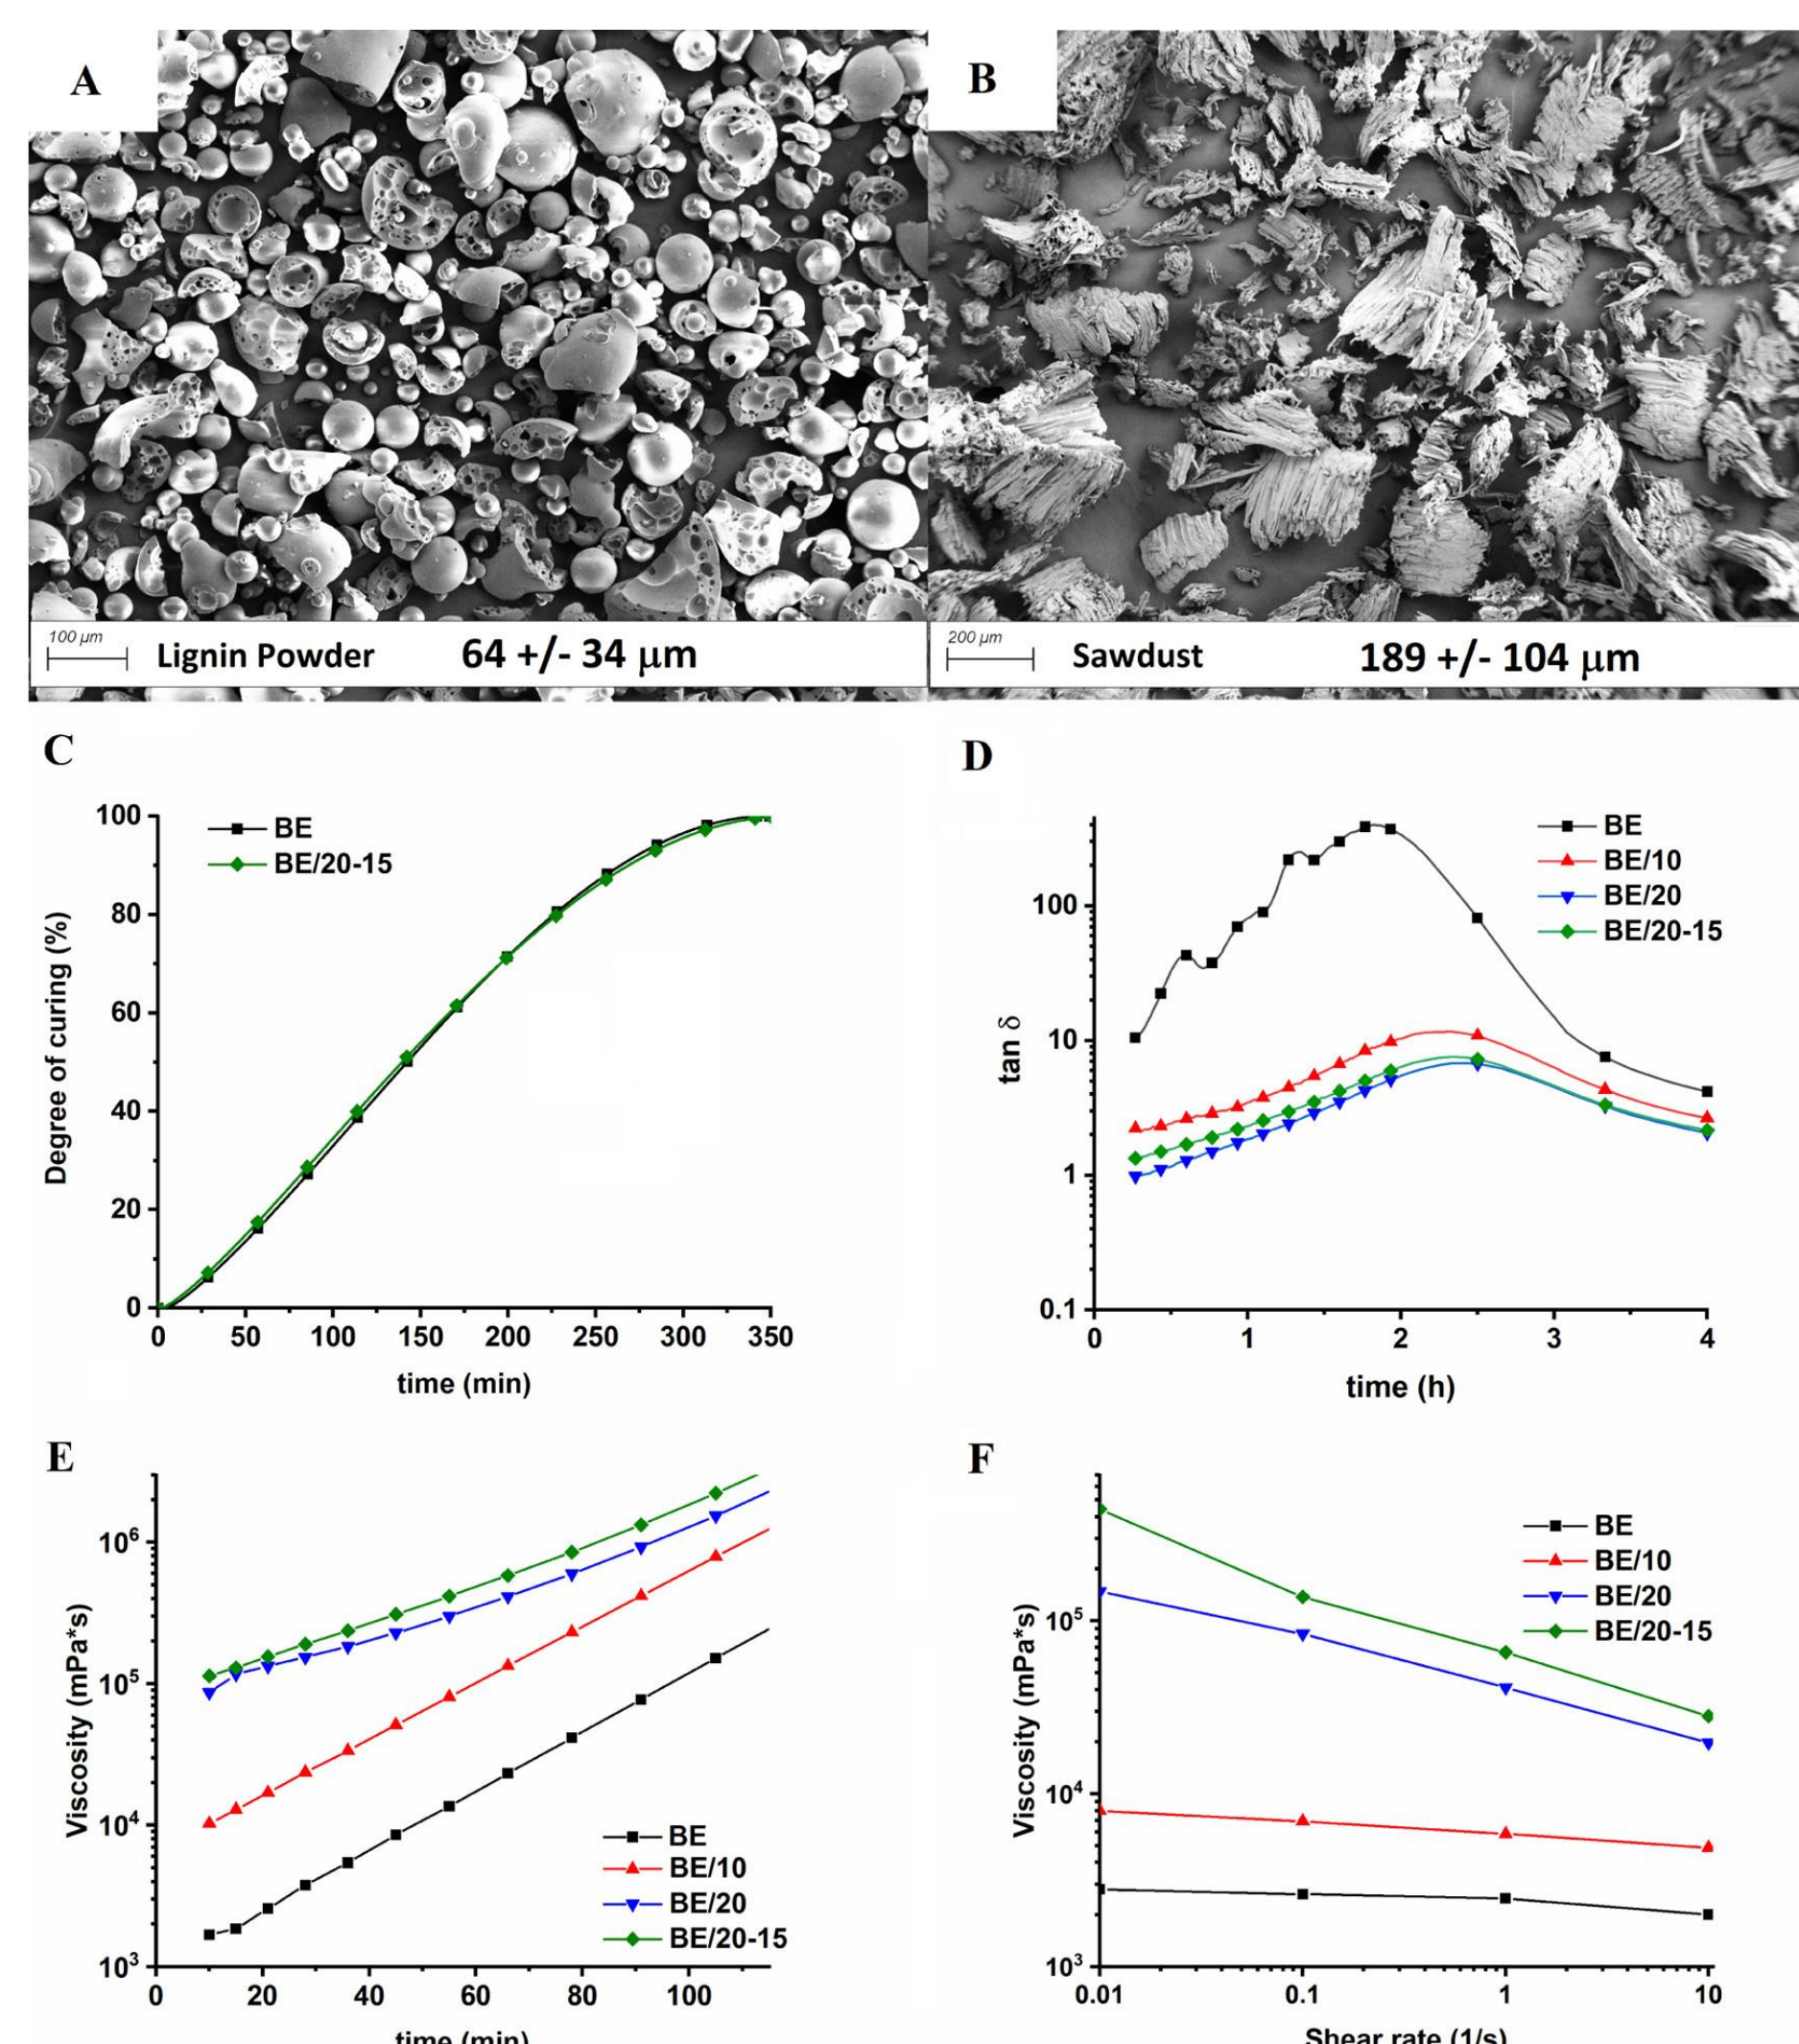 A
B
100 µm
Lignin Powder
64 +/- 34 µm
200 µm
Sawdust
189 +/- 104 µm
C
BE
BE/20-15
Degree of curing (%)
100
80
60
40
20
0
0 50 100 150 200 250 300 350
time (min)
D
BE
BE/10
BE/20
BE/20-15
tan δ
100
10
1
0.1
0 1 2 3 4
time (h)
E
Viscosity (mPa*s)
10⁶
10⁵
10⁴
10³
BE
BE/10
BE/20
BE/20-15
0 20 40 60 80 100
time (min)
F
Viscosity (mPa*s)
10⁵
10⁴
10³
BE
BE/10
BE/20
BE/20-15
0.01 0.1 1 10
Shear rate (1/s)